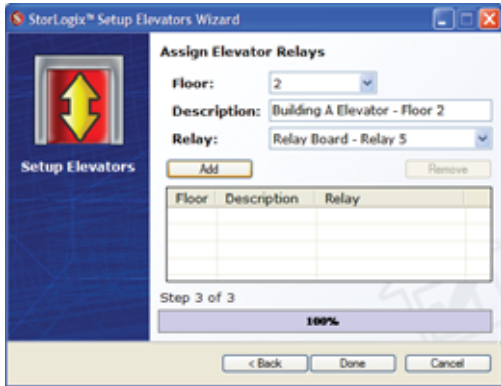 StorLogix™ Setup Elevators Wizard
Setup Elevators
Assign Elevator Relays
Floor: 2
Description: Building A Elevator - Floor 2
Relay: Relay Board - Relay 5
Add Remove
Floor Description Relay
Step 3 of 3
100%
< Back Done Cancel